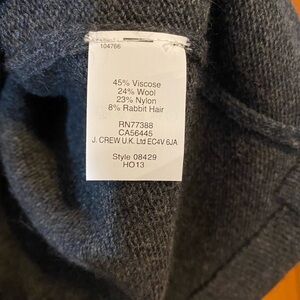 104766
45% Viscose
24% Wool
23% Nylon
8% Rabbit Hair
RN77388
CA56445
J. CREW U.K. Ltd EC4V 6JA
Style 08429
HO13